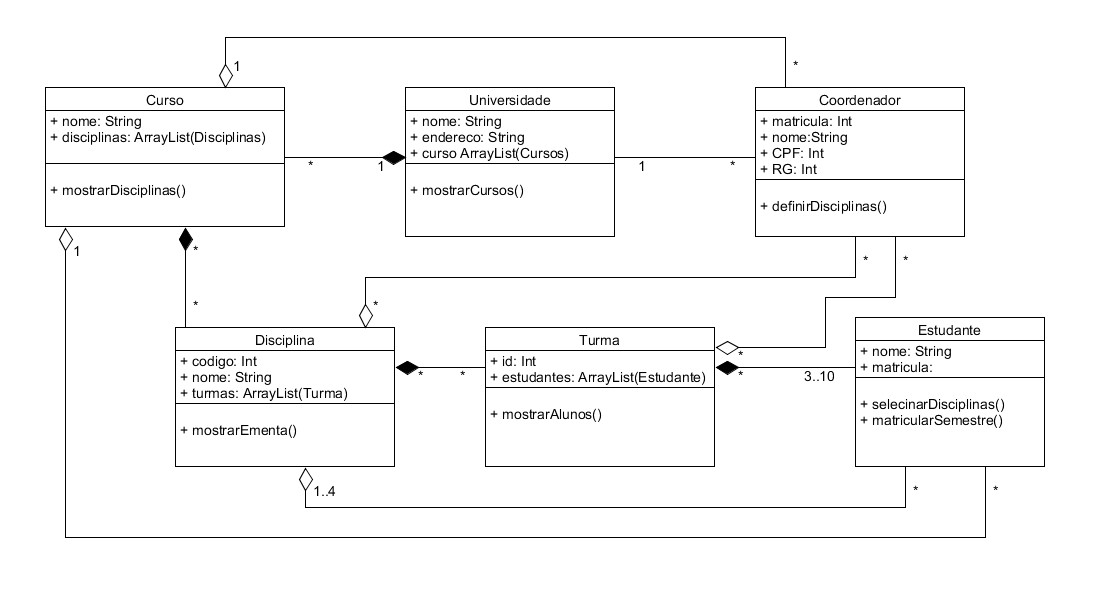 1
*
Curso
+ nome: String
+ disciplinas: ArrayList(Disciplinas)
+ mostrarDisciplinas()
Universidade
+ nome: String
+ endereco: String
+ curso ArrayList(Cursos)
+ mostrarCursos()
Coordenador
+ matricula: Int
+ nome:String
+ CPF: Int
+ RG: Int
+ definirDisciplinas()
*
1
1
*
1
*
*
*
*
*
*
Disciplina
+ codigo: Int
+ nome: String
+ turmas: ArrayList(Turma)
+ mostrarEmenta()
*
*
Turma
+ id: Int
+ estudantes: ArrayList(Estudante)
+ mostrarAlunos()
*
*
3..10
Estudante
+ nome: String
+ matricula:
+ selecinarDisciplinas()
+ matricularSemestre()
1..4
*
*